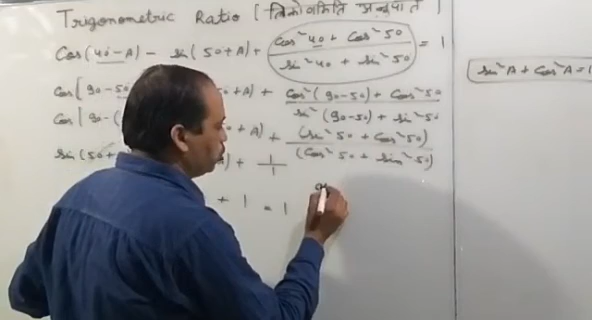 Trigonometric Ratio [ त्रिकोणमिति अनुपात ]
Cos (40-A) - sin (50+A) + cos²40 + cos²50 / sin²40 + sin²50 = 1
sin²A + cos²A = 1
Cos [90-50 50+A) + cos²(90-50) + cos²50 / sin²(90-50) + sin²50
Cos [90-( + A) + (sin²50 + cos²50) / (cos²50 + sin²50)
sin (50+ A) + 1/1
+ 1 = 1